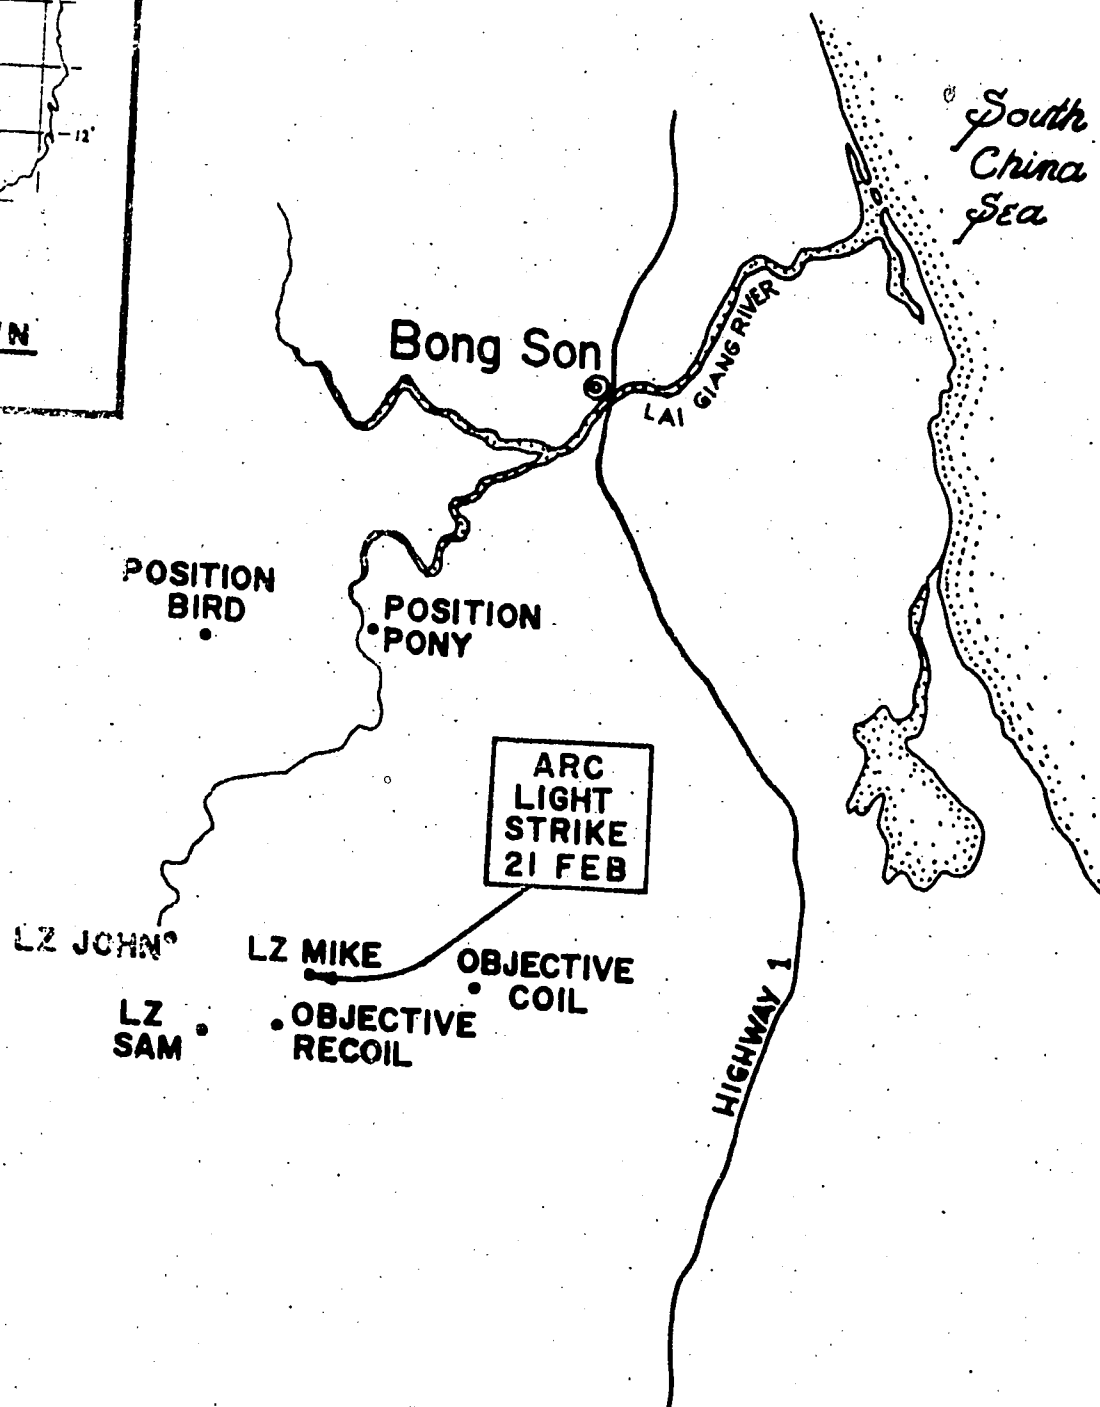 12°
N
South
China
Sea
Bong Son
LAI GIANG RIVER
POSITION
BIRD
POSITION
PONY
ARC
LIGHT
STRIKE
21 FEB
LZ JOHN
LZ MIKE
OBJECTIVE
COIL
LZ
SAM
OBJECTIVE
RECOIL
HIGHWAY 1